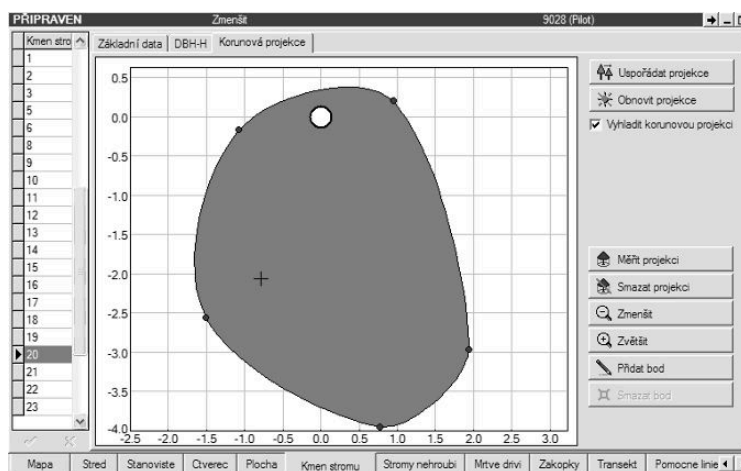 PŘIPRAVEN Zmenšit 9028 (Pilot)
Kmen stro
Základní data DBH-H Korunová projekce
1
2
3
5
6
8
9
10
11
12
13
14
15
16
17
18
19
20
21
22
23
0.5
0.0
-0.5
-1.0
-1.5
-2.0
-2.5
-3.0
-3.5
-4.0
-2.5 -2.0 -1.5 -1.0 -0.5 0.0 0.5 1.0 1.5 2.0 2.5 3.0
Uspořádat projekce
Obnovit projekce
Vyhladit korunovou projekci
Měřit projekci
Smazat projekci
Zmenšit
Zvětšit
Přidat bod
Smazat bod
Mapa Stred Stanoviste Ctverec Plocha Kmen stromu Stromy nehroubi Mrtve drivi Zakopky Transekt Pomocne linie